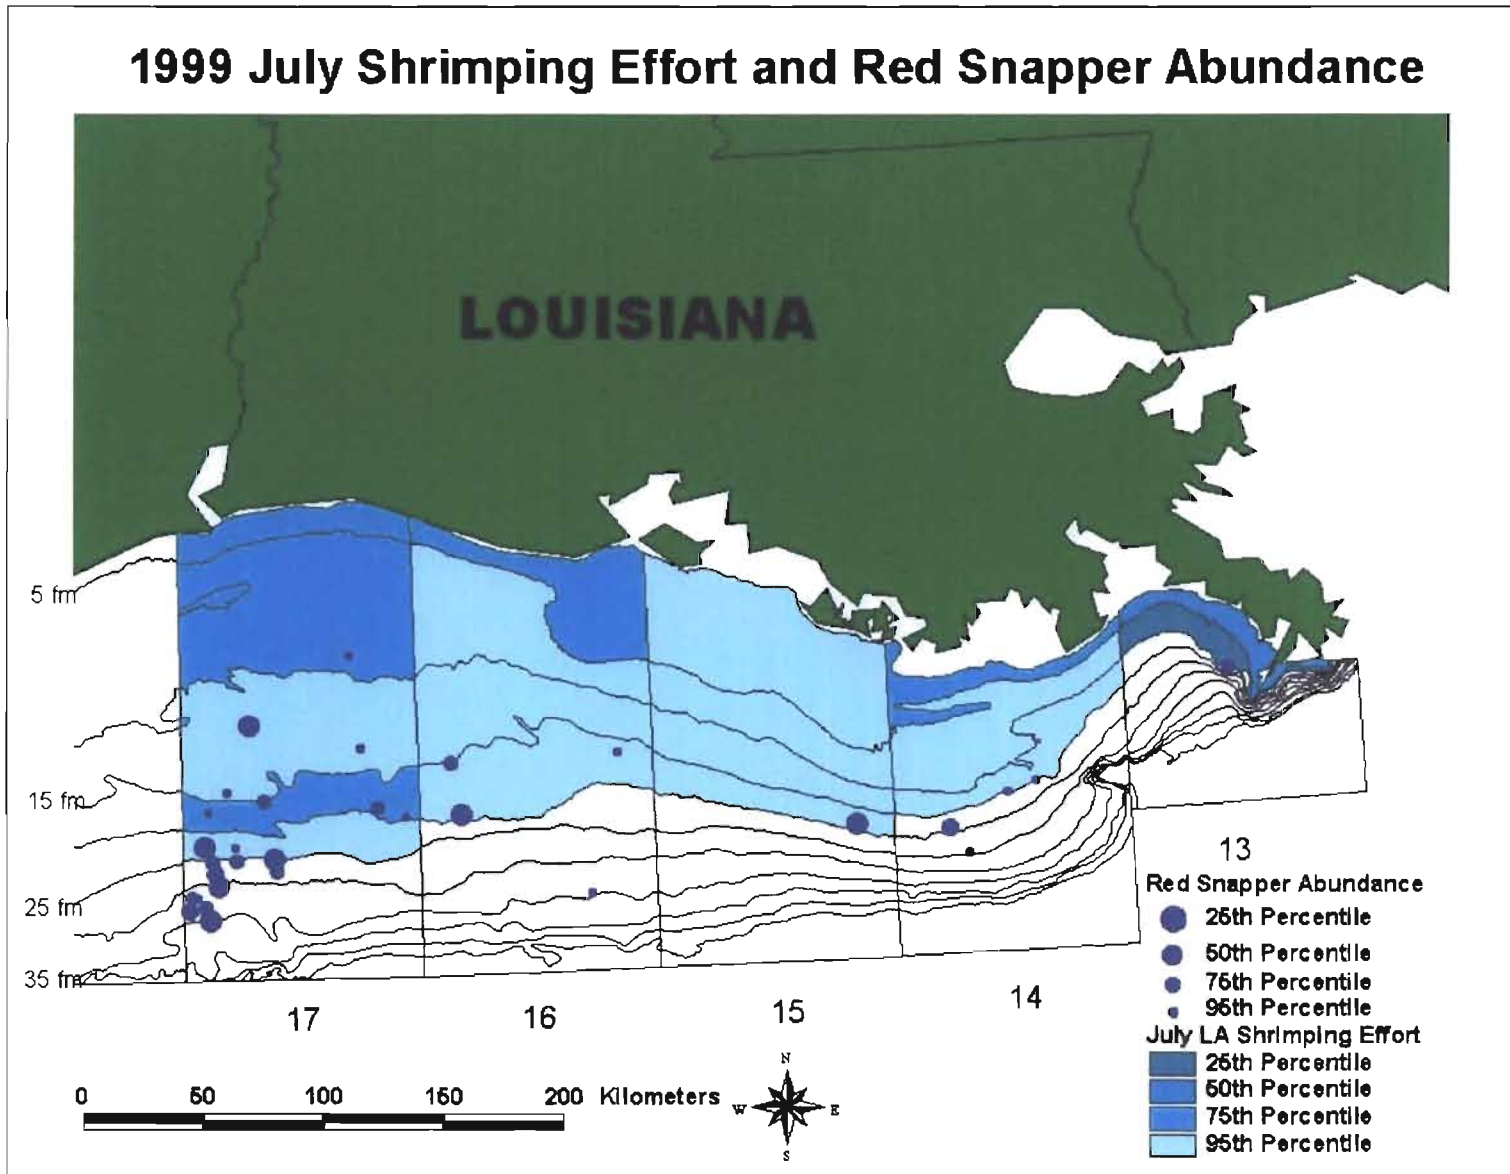 1999 July Shrimping Effort and Red Snapper Abundance
LOUISIANA
5 fm
15 fm
25 fm
35 fm
17
16
15
14
13
Red Snapper Abundance
25th Percentile
50th Percentile
75th Percentile
95th Percentile
July LA Shrimping Effort
25th Percentile
50th Percentile
75th Percentile
95th Percentile
0 50 100 150 200 Kilometers
N
W E
S